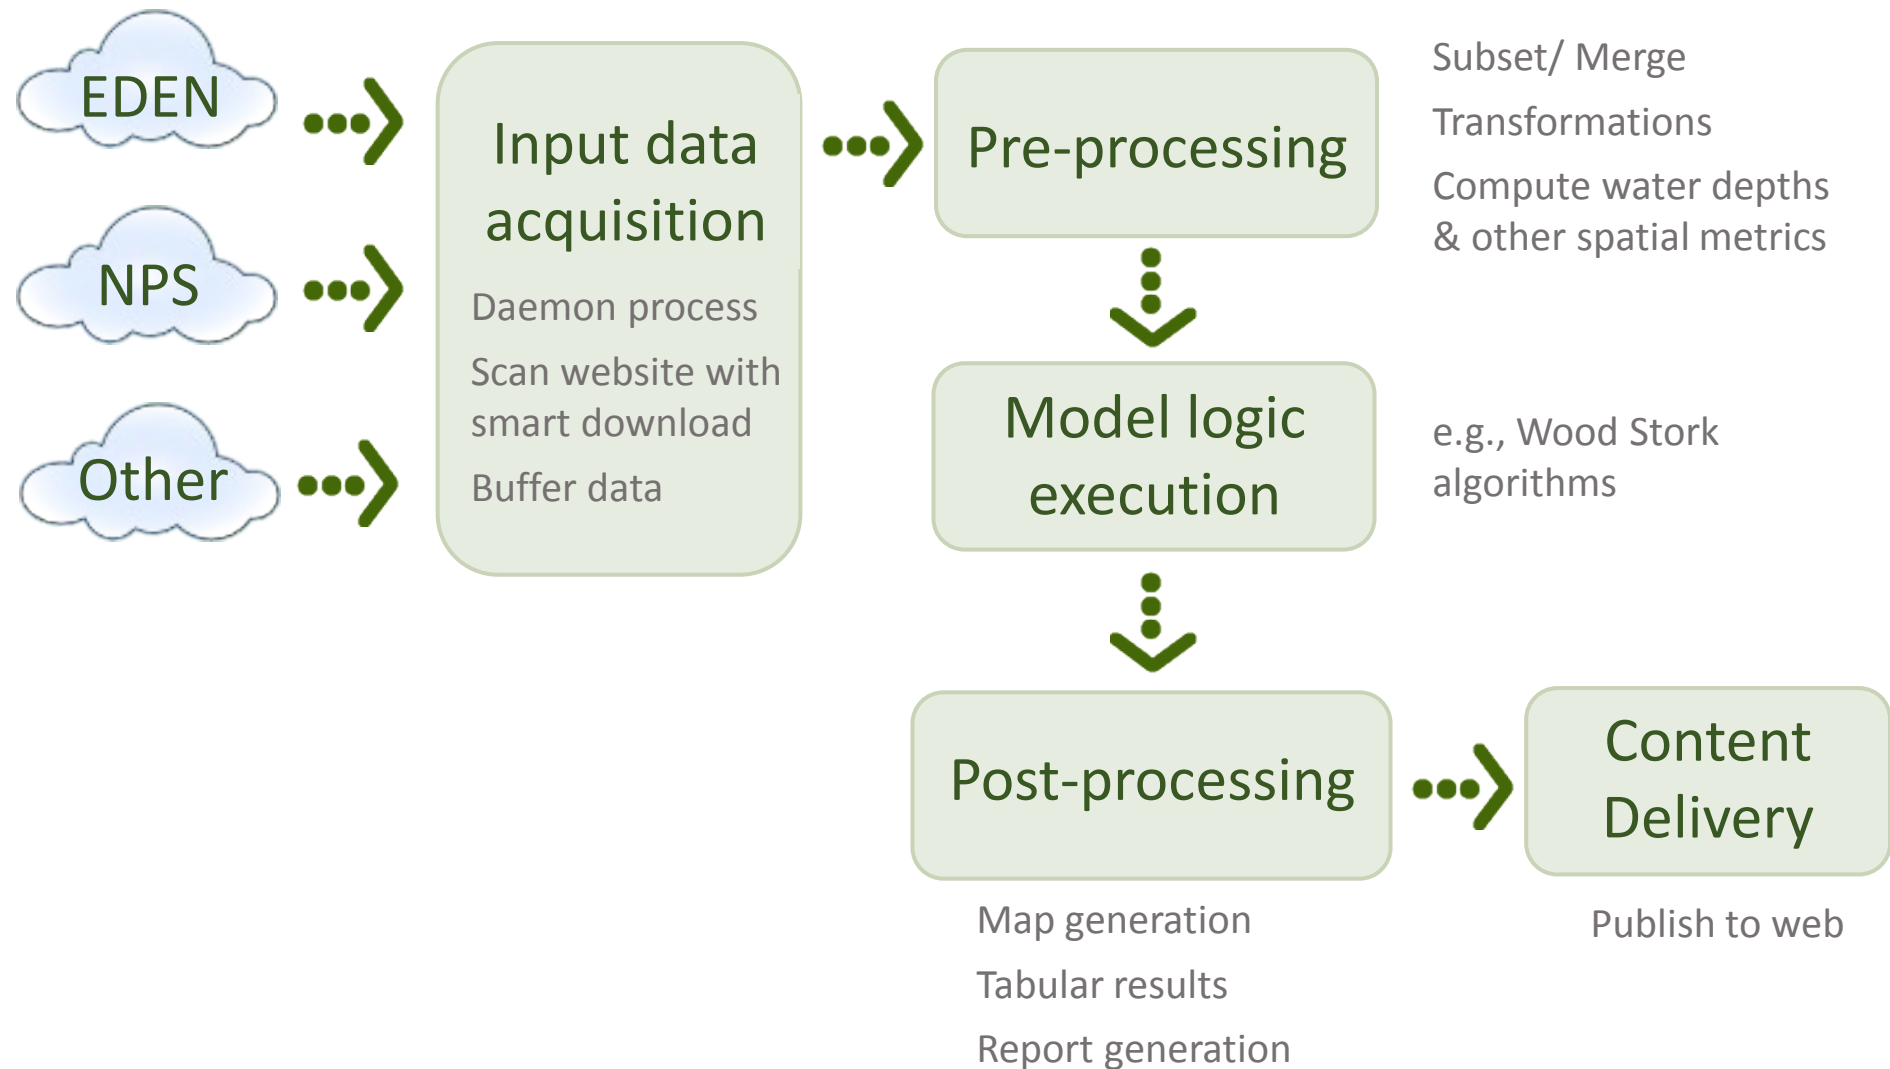 EDEN
NPS
Other
Input data
acquisition
Daemon process
Scan website with
smart download
Buffer data
Pre-processing
Subset/ Merge
Transformations
Compute water depths
& other spatial metrics
Model logic
execution
e.g., Wood Stork
algorithms
Post-processing
Map generation
Tabular results
Report generation
Content
Delivery
Publish to web